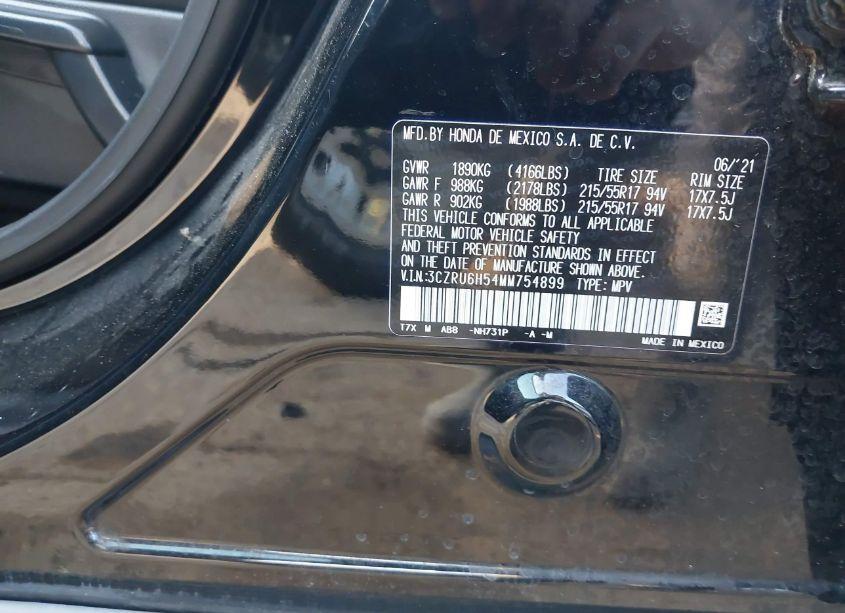 MFD. BY HONDA DE MEXICO S.A. DE C.V.
06/'21
GVWR 1890KG (4166LBS) TIRE SIZE RIM SIZE
GAWR F 988KG (2178LBS) 215/55R17 94V 17X7.5J
GAWR R 902KG (1988LBS) 215/55R17 94V 17X7.5J
THIS VEHICLE CONFORMS TO ALL APPLICABLE
FEDERAL MOTOR VEHICLE SAFETY
AND THEFT PREVENTION STANDARDS IN EFFECT
ON THE DATE OF MANUFACTURE SHOWN ABOVE.
V.I.N:3CZRU6H54MM754899 TYPE: MPV
T7X M AB8 -NH731P -A -M
MADE IN MEXICO